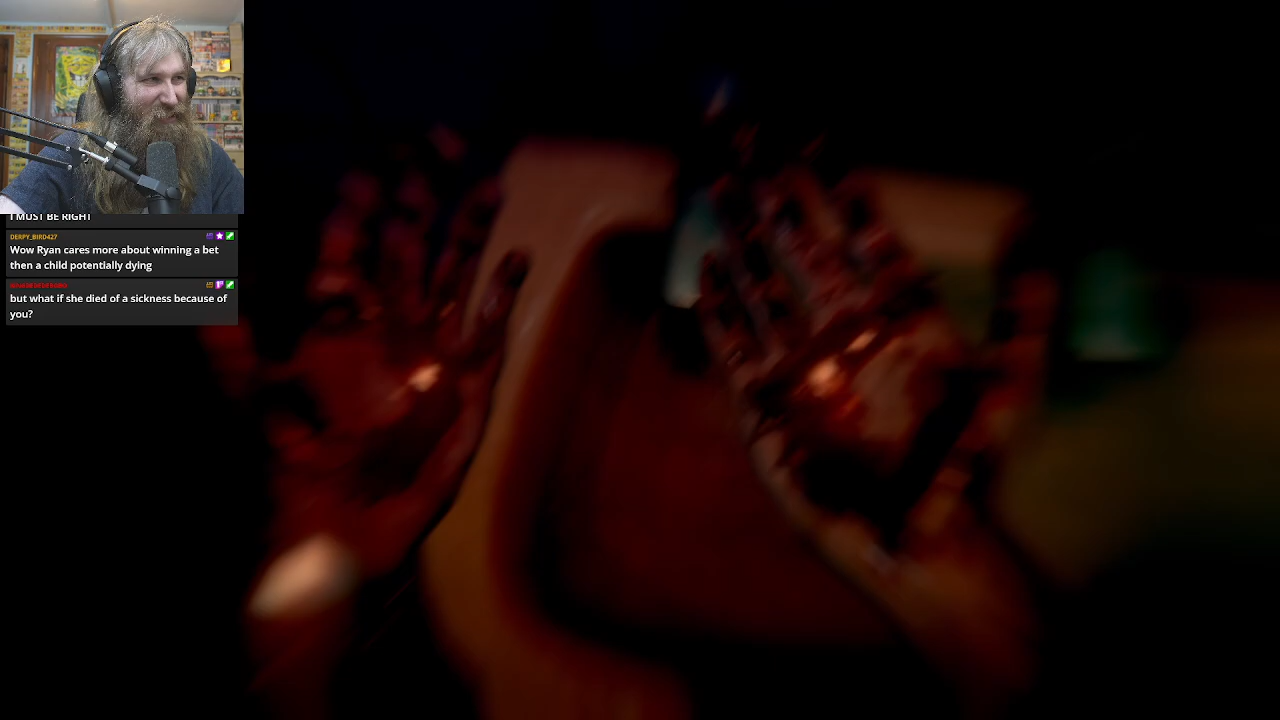 I MUST BE RIGHT
DERPY_BIRD427
Wow Ryan cares more about winning a bet
then a child potentially dying
but what if she died of a sickness because of
you?